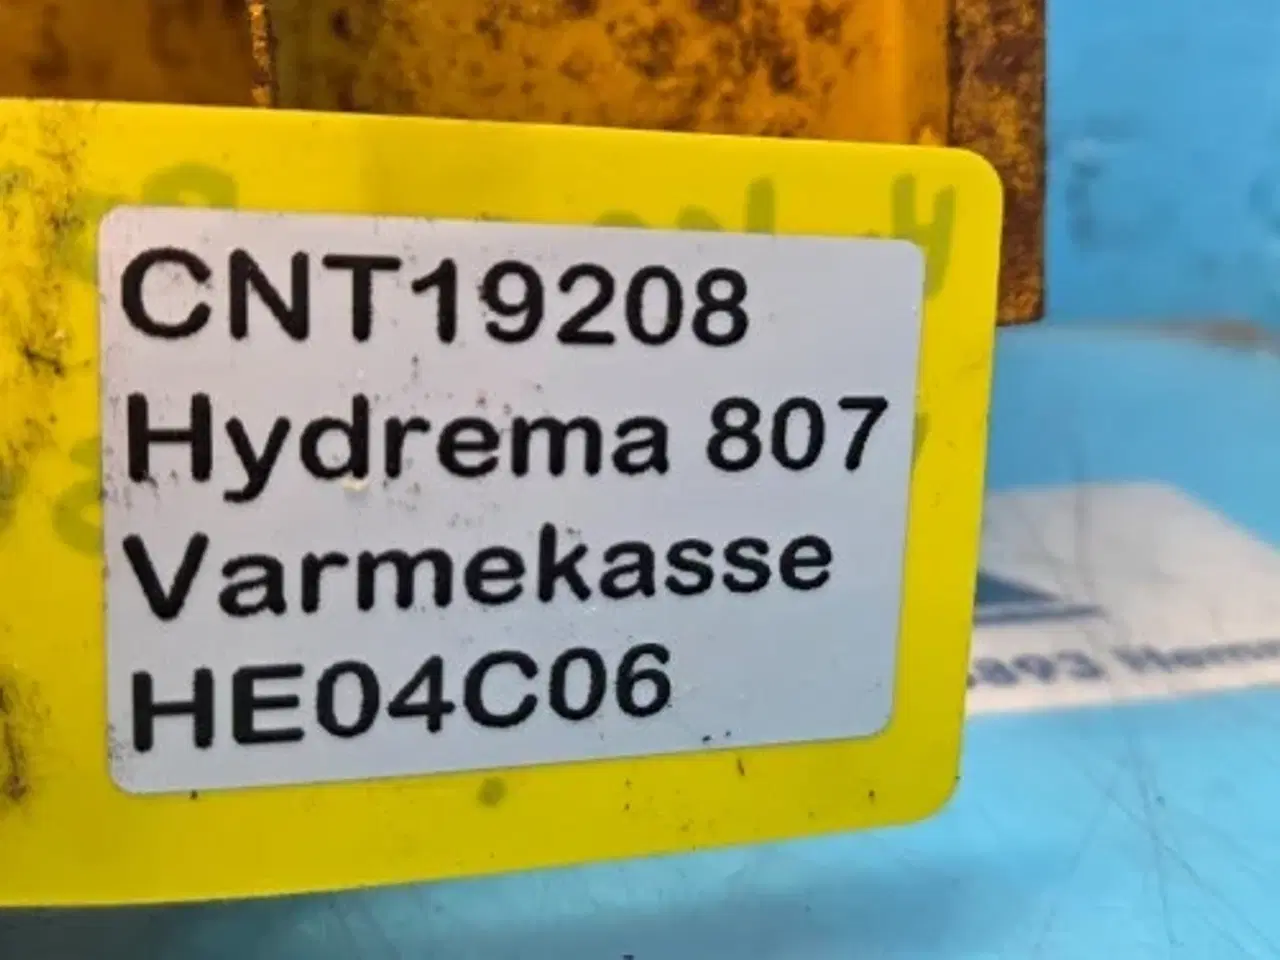 CNT19208
Hydrema 807
Varmekasse
HE04C06